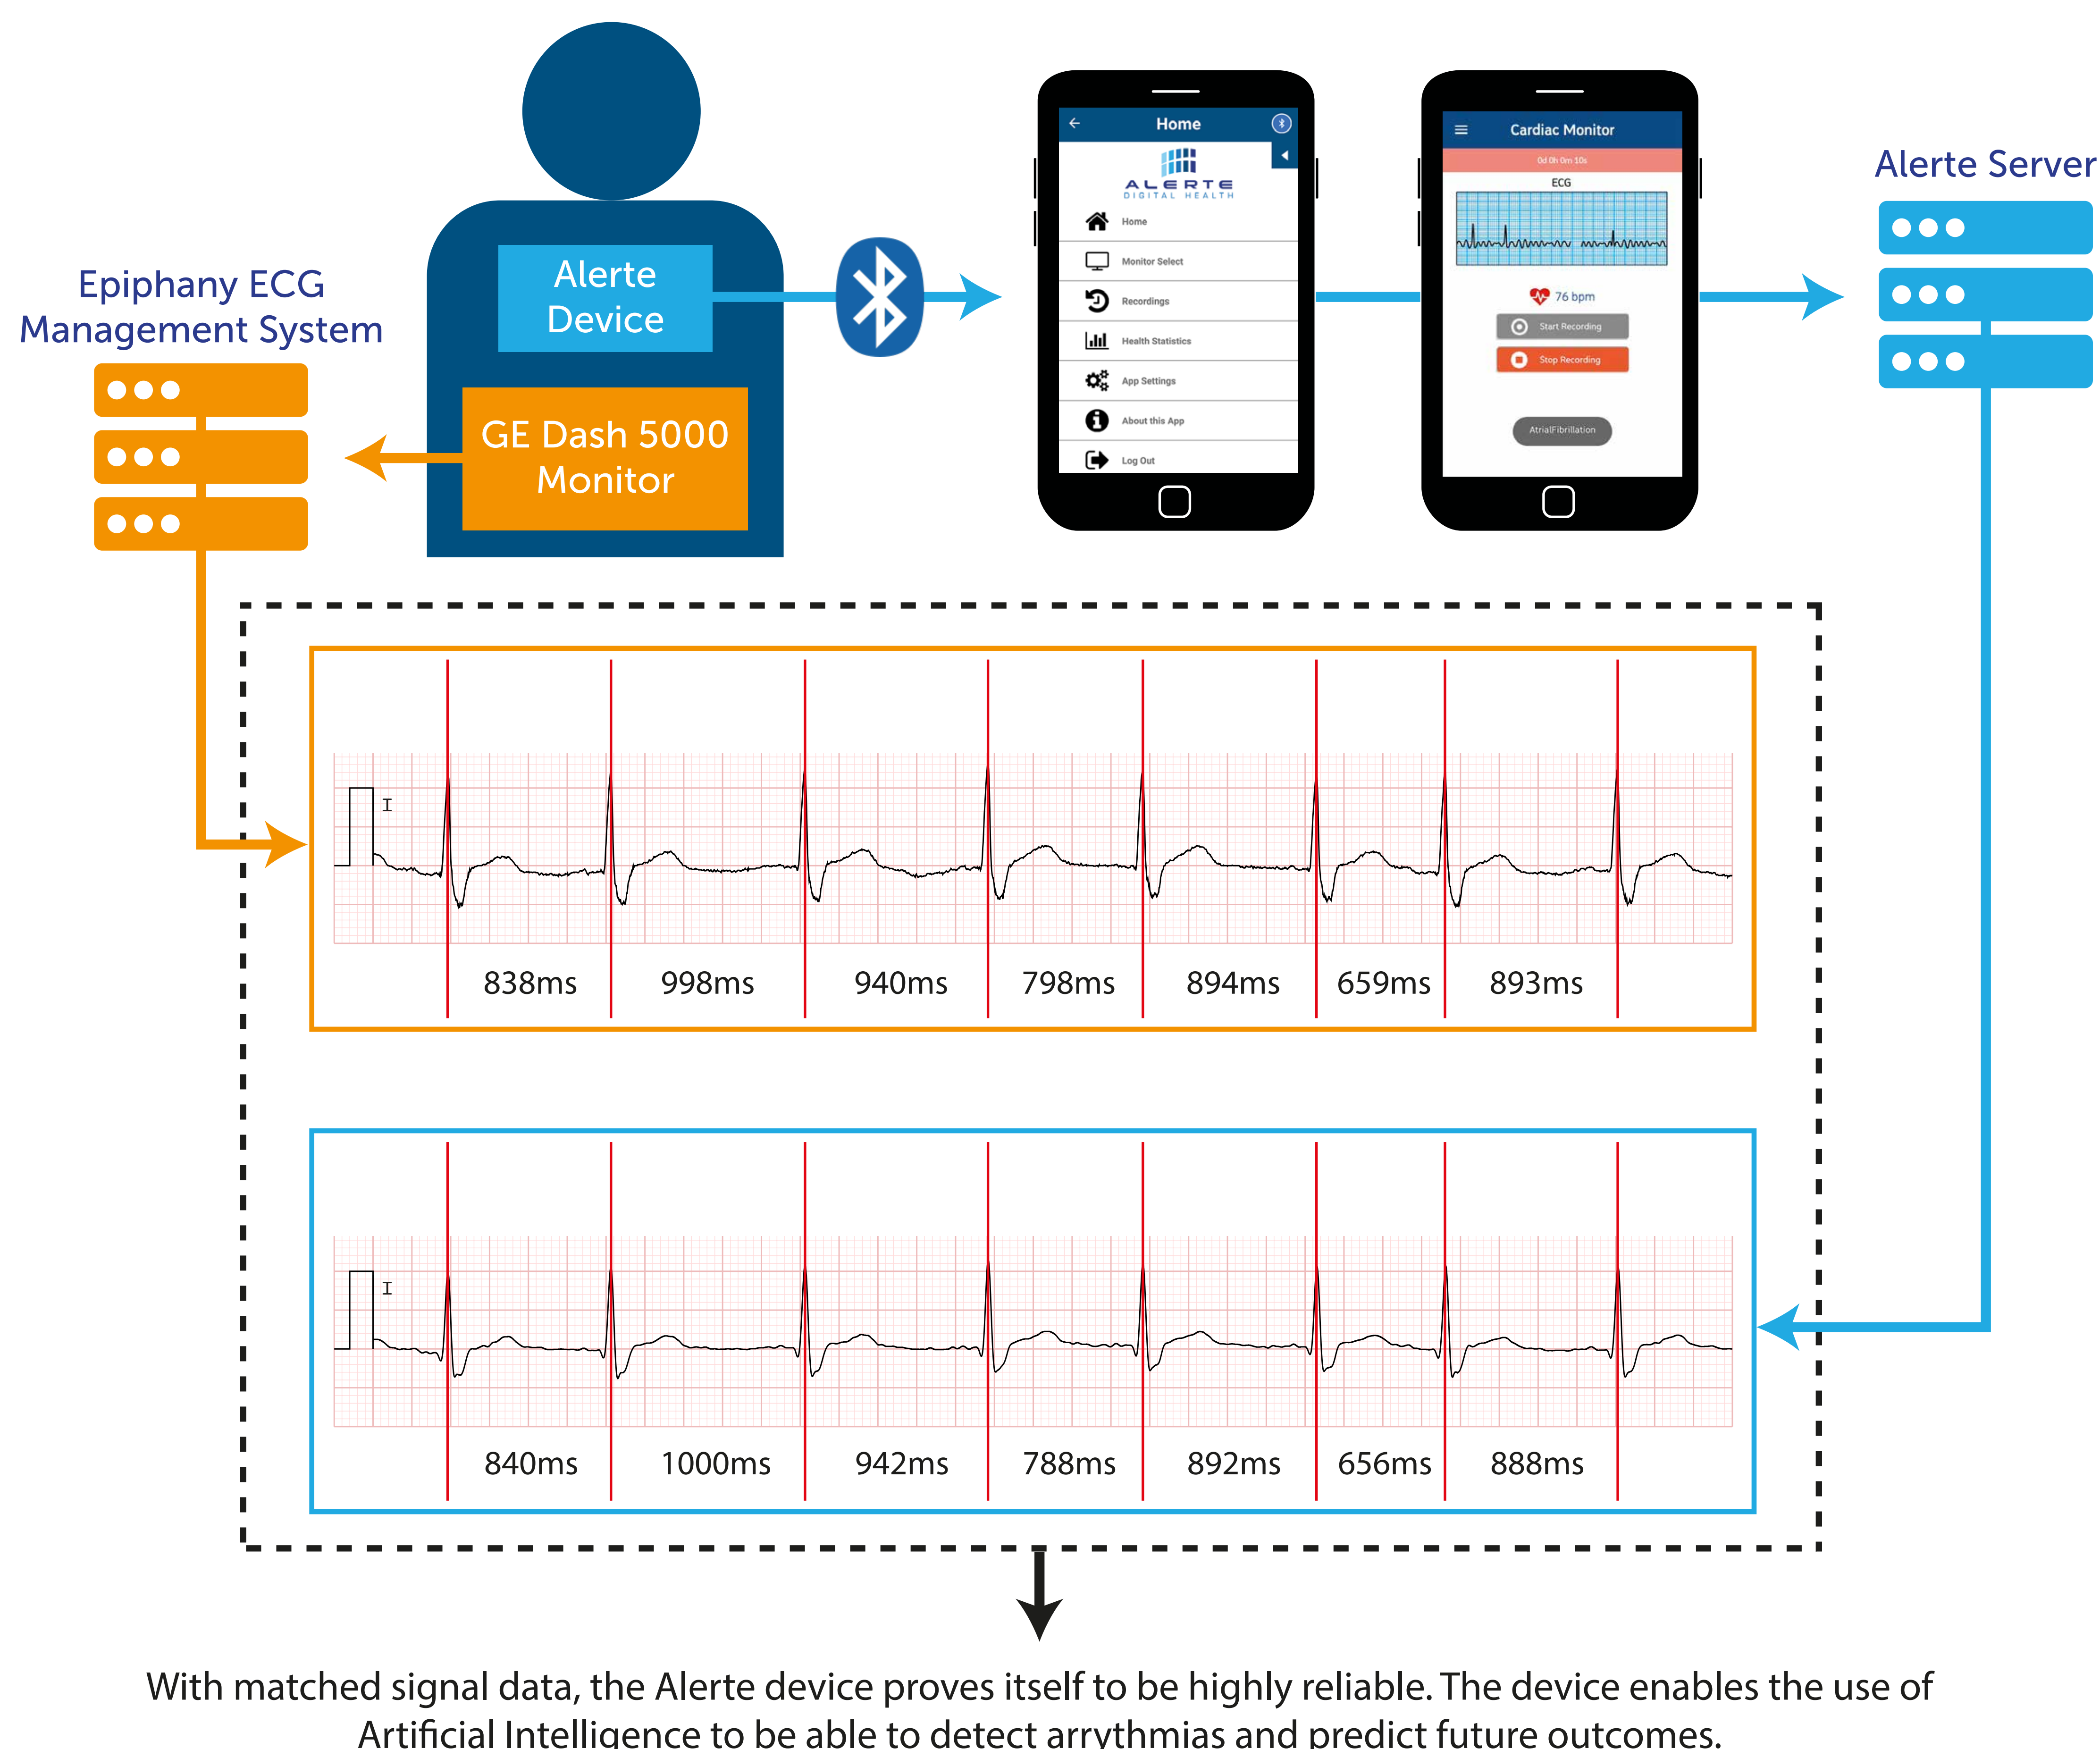 Epiphany ECG
Management System
Alerte
Device
GE Dash 5000
Monitor
Home
ALERTE
DIGITAL HEALTH
Home
Monitor Select
Recordings
Health Statistics
App Settings
About this App
Log Out
Cardiac Monitor
0d 0h 0m 10s
ECG
76 bpm
Start Recording
Stop Recording
AtrialFibrillation
Alerte Server
I
838ms 998ms 940ms 798ms 894ms 659ms 893ms
I
840ms 1000ms 942ms 788ms 892ms 656ms 888ms
With matched signal data, the Alerte device proves itself to be highly reliable. The device enables the use of
Artificial Intelligence to be able to detect arrythmias and predict future outcomes.